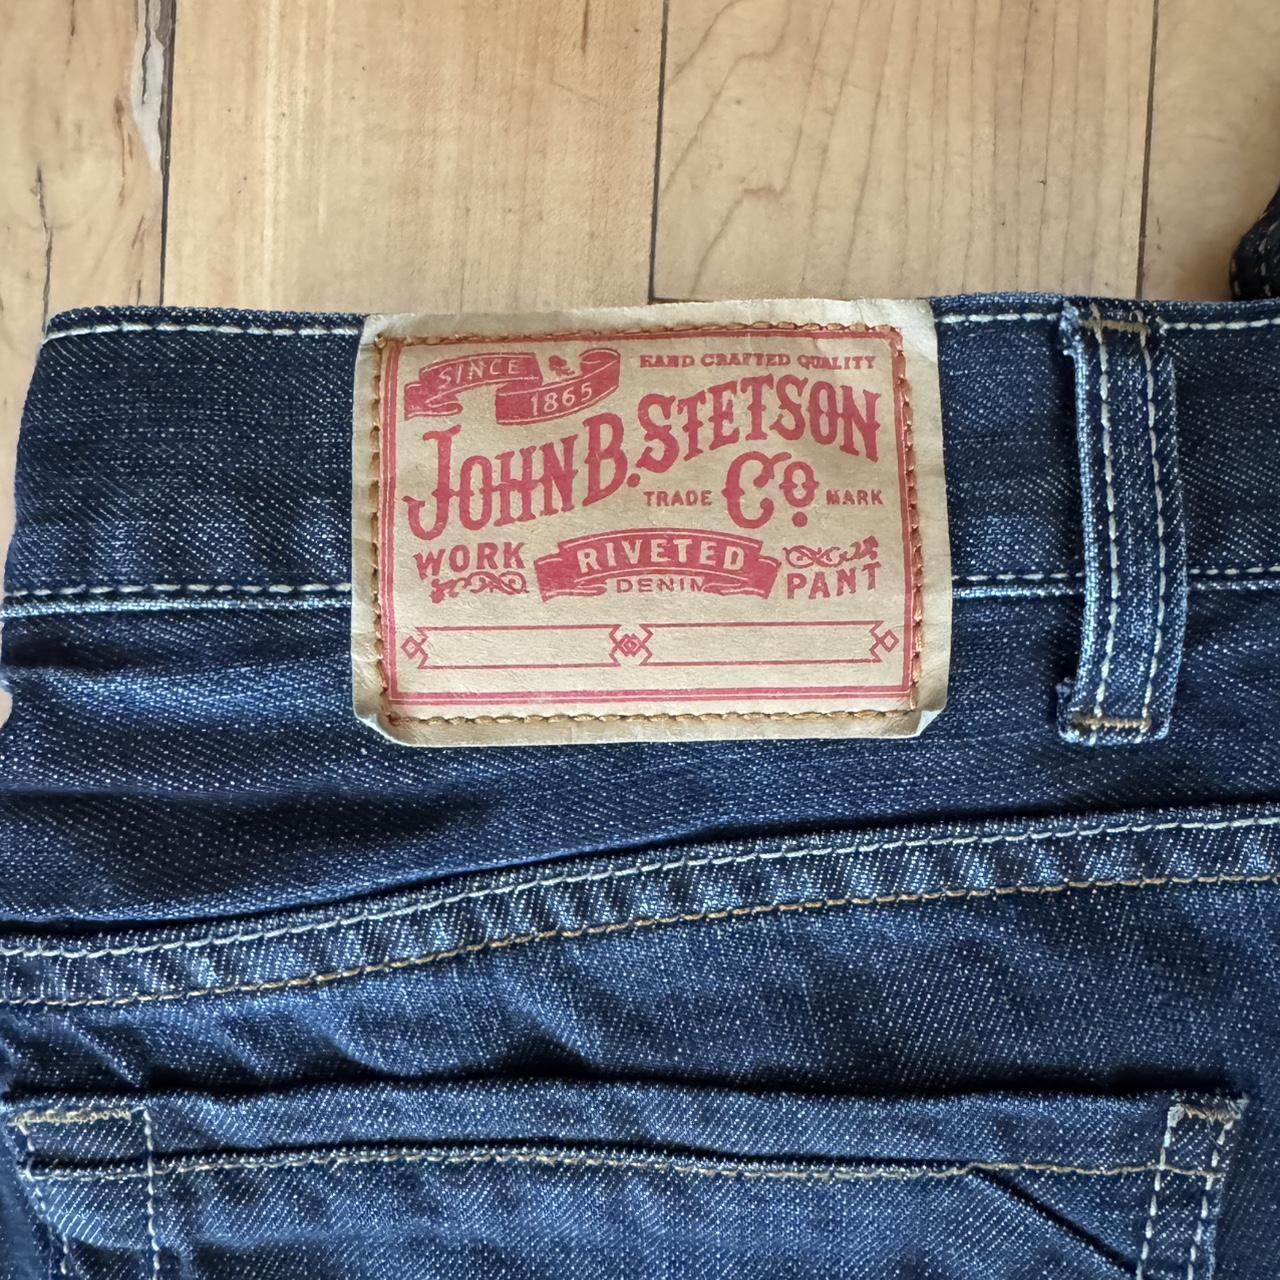 SINCE 1865
HAND CRAFTED QUALITY
JOHN B. STETSON
TRADE Co. MARK
WORK RIVETED PANT
DENIM